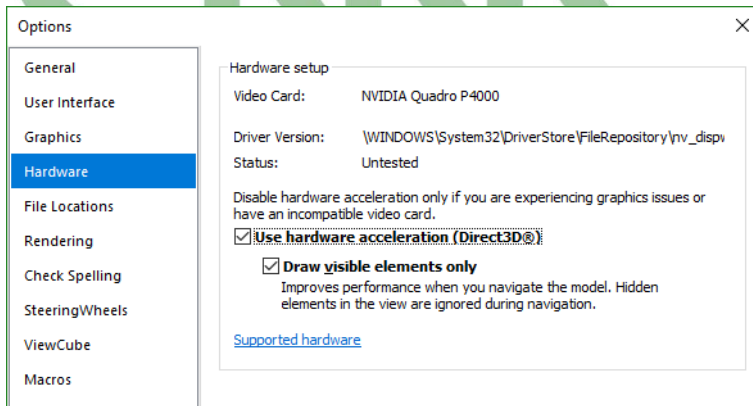 Options
General
User Interface
Graphics
Hardware
File Locations
Rendering
Check Spelling
SteeringWheels
ViewCube
Macros
Hardware setup
Video Card: NVIDIA Quadro P4000
Driver Version: \WINDOWS\System32\DriverStore\FileRepository\nv_dispw
Status: Untested
Disable hardware acceleration only if you are experiencing graphics issues or
have an incompatible video card.
Use hardware acceleration (Direct3D®)
Draw visible elements only
Improves performance when you navigate the model. Hidden
elements in the view are ignored during navigation.
Supported hardware